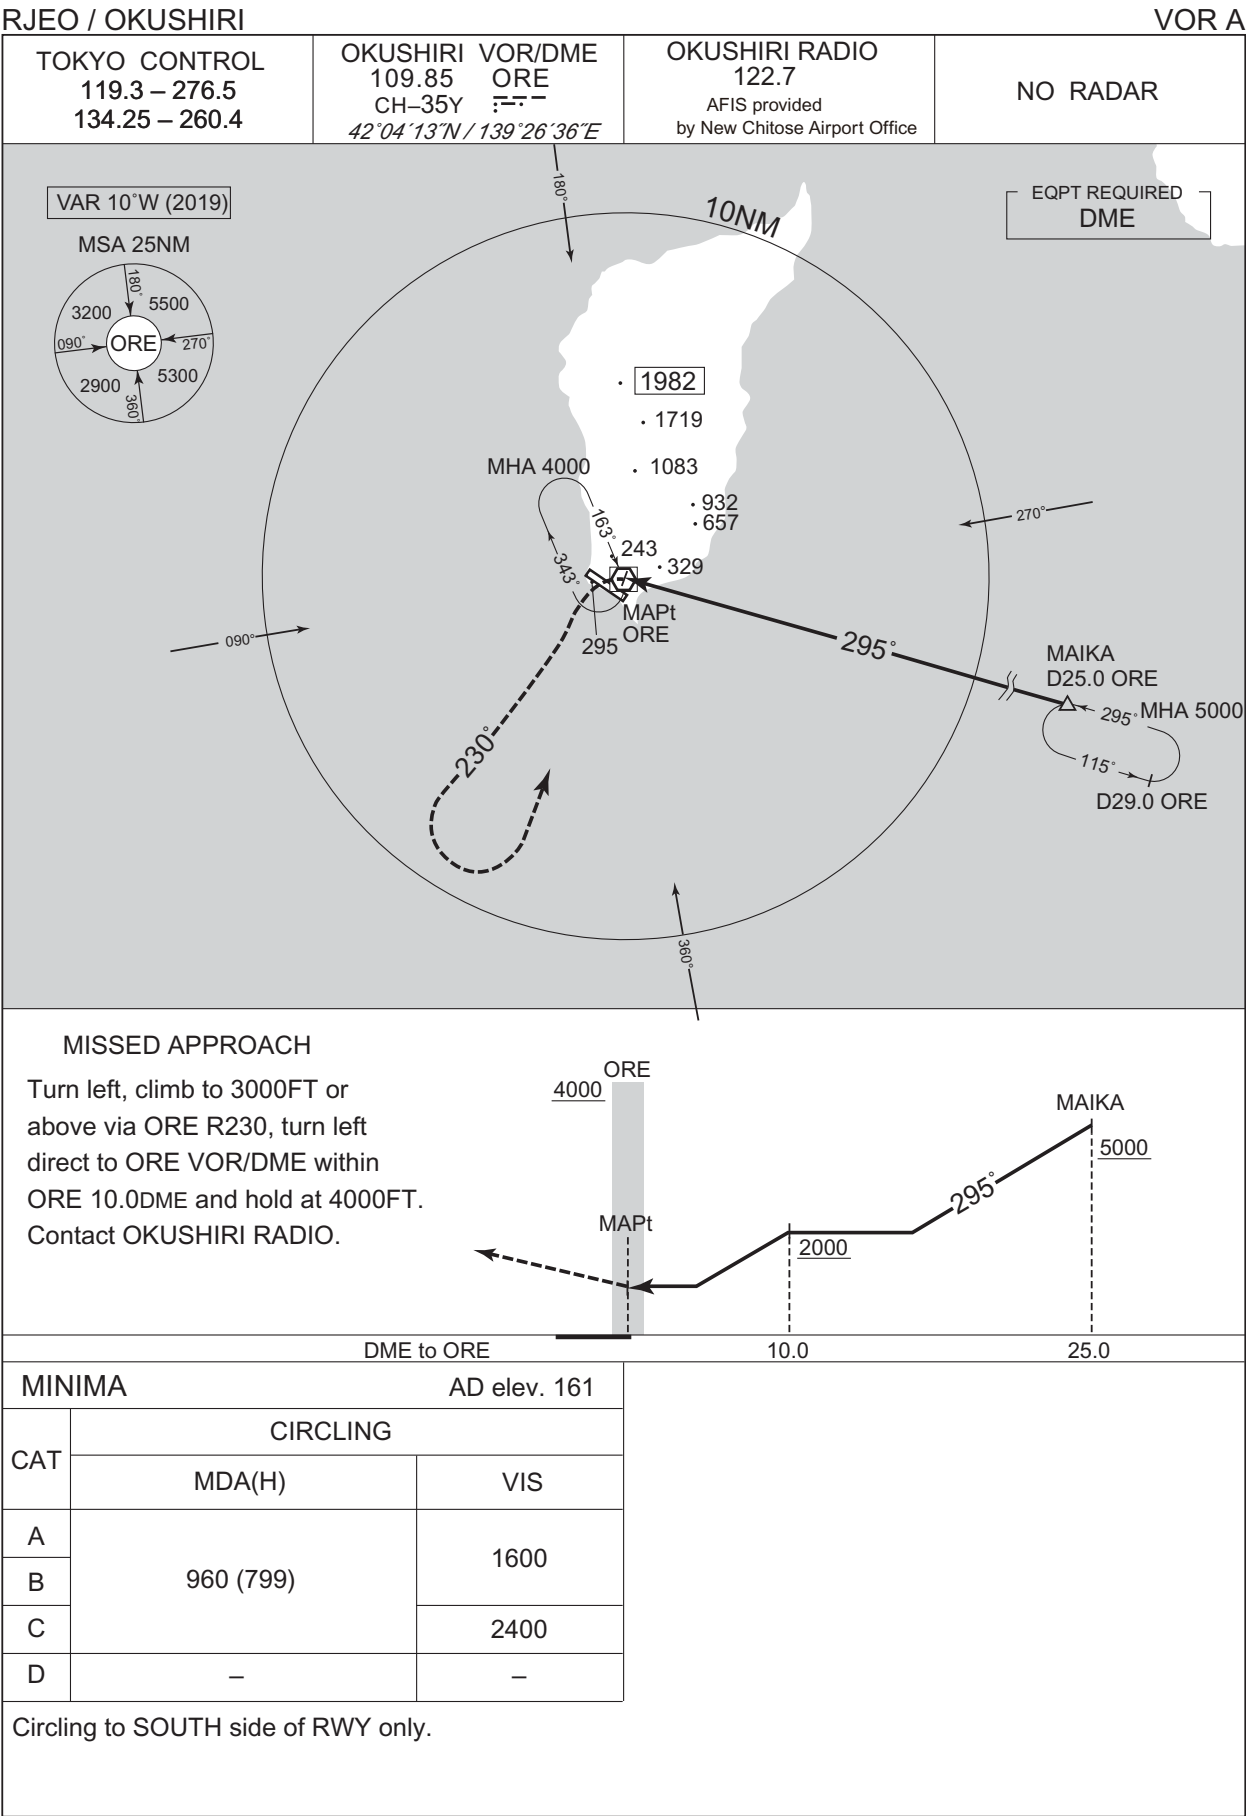 RJEO / OKUSHIRI
VOR A
TOKYO CONTROL
119.3 – 276.5
134.25 – 260.4
OKUSHIRI VOR/DME
109.85 ORE
CH–35Y
42°04´13˝N / 139°26´36˝E
OKUSHIRI RADIO
122.7
AFIS provided
by New Chitose Airport Office
NO RADAR
VAR 10°W (2019)
MSA 25NM
180°
3200
5500
090°
ORE
270°
2900
5300
360°
180°
10NM
EQPT REQUIRED
DME
1982
1719
MHA 4000
1083
932
657
163°
343°
243
329
270°
090°
MAPt
ORE
295
295°
MAIKA
D25.0 ORE
295°
MHA 5000
115°
D29.0 ORE
230°
360°
MISSED APPROACH
Turn left, climb to 3000FT or
above via ORE R230, turn left
direct to ORE VOR/DME within
ORE 10.0DME and hold at 4000FT.
Contact OKUSHIRI RADIO.
ORE
4000
MAIKA
5000
295°
MAPt
2000
DME to ORE
10.0
25.0
MINIMA
AD elev. 161
CAT
CIRCLING
MDA(H)
VIS
A
B
C
D
960 (799)
1600
2400
–
–
Circling to SOUTH side of RWY only.